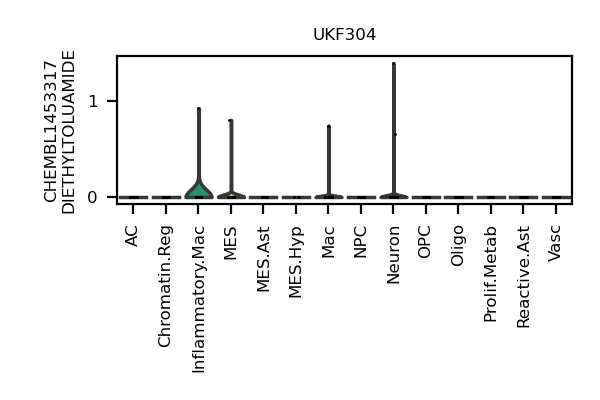 UKF304
CHEMBL1453317
DIETHYLTOLUAMIDE
1
0
AC
Chromatin.Reg
Inflammatory.Mac
MES
MES.Ast
MES.Hyp
Mac
NPC
Neuron
OPC
Oligo
Prolif.Metab
Reactive.Ast
Vasc